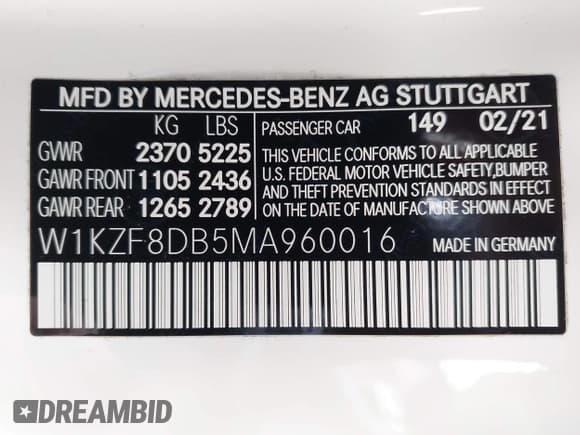 MFD BY MERCEDES-BENZ AG STUTTGART
KG LBS
PASSENGER CAR 149 02/21
GVWR 2370 5225
GAWR FRONT 1105 2436
GAWR REAR 1265 2789
THIS VEHICLE CONFORMS TO ALL APPLICABLE
U.S. FEDERAL MOTOR VEHICLE SAFETY,BUMPER
AND THEFT PREVENTION STANDARDS IN EFFECT
ON THE DATE OF MANUFACTURE SHOWN ABOVE.
W1KZF8DB5MA960016 MADE IN GERMANY
DREAMBID